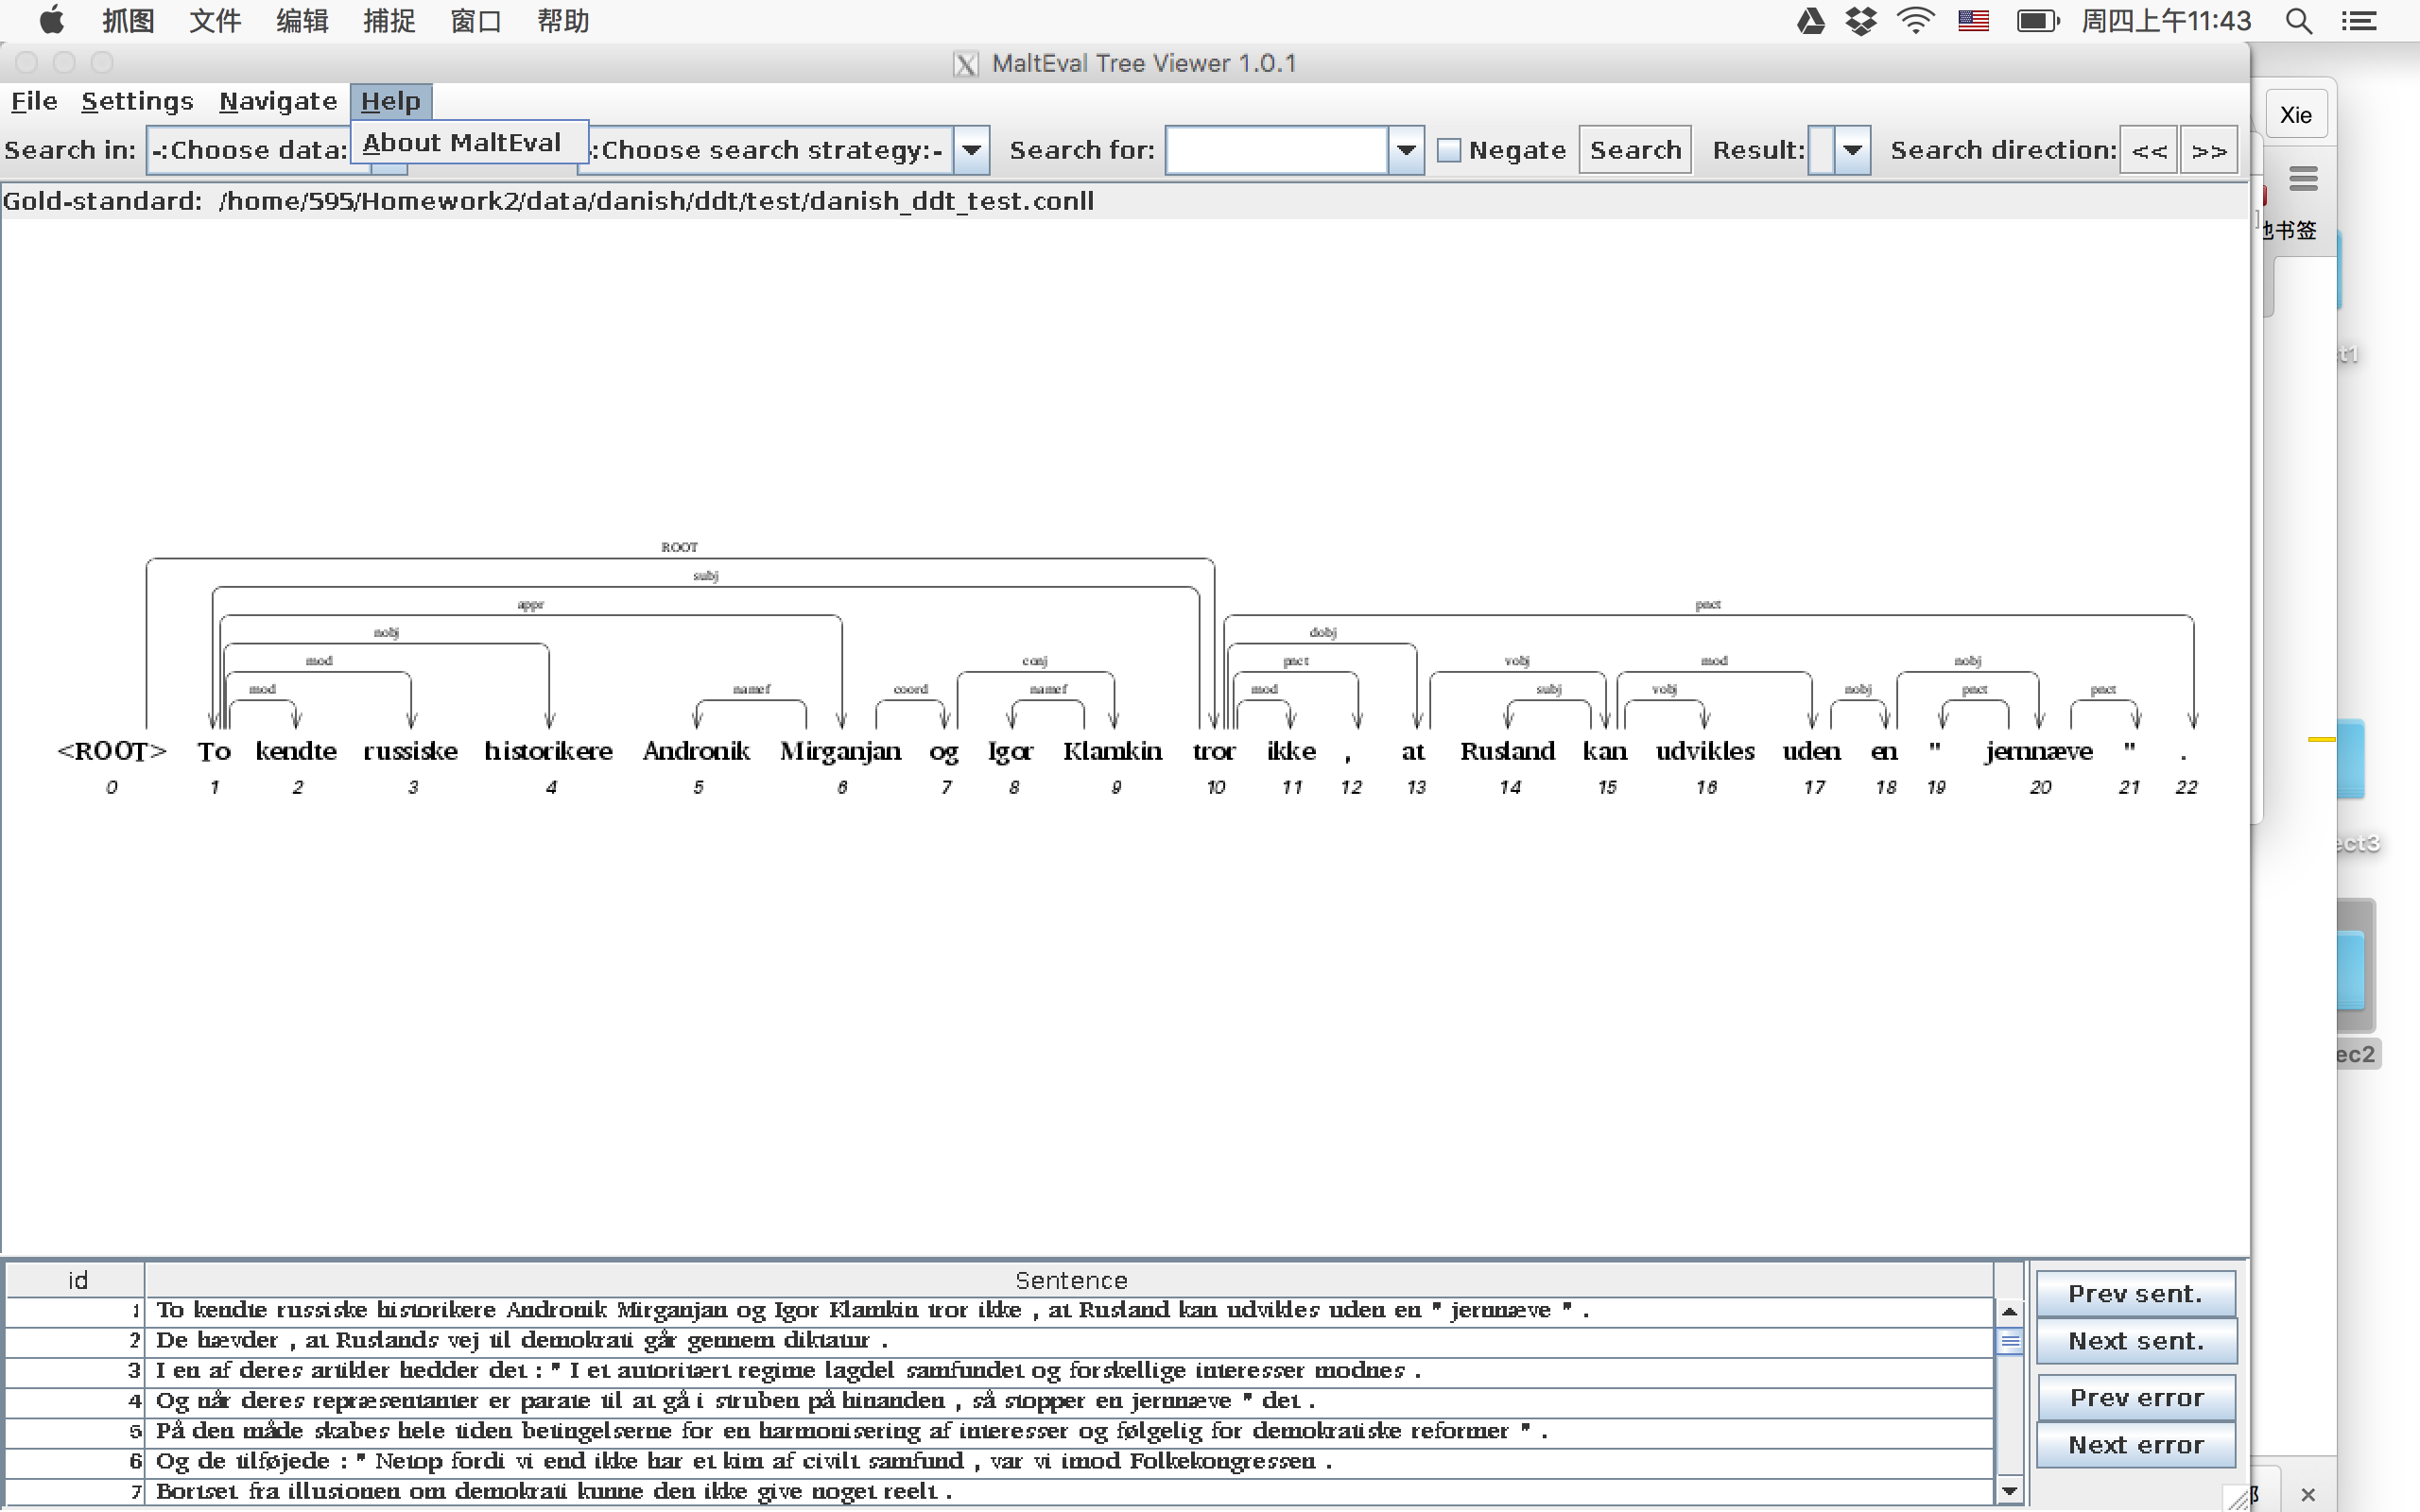 抓图 文件 编辑 捕捉 窗口 帮助 周四上午11:43
MaltEval Tree Viewer 1.0.1
File Settings Navigate Help
About MaltEval
Search in: -:Choose data: :Choose search strategy:- Search for: Negate Search Result: Search direction: << >>
Xie
Gold-standard: /home/595/Homework2/data/danish/ddt/test/danish_ddt_test.conll
书签
t1
ROOT
subj
appr pnct
nobj dobj
mod conj pnct vobj mod nobj
mod namef coord namef mod subj vobj nobj pnct pnct
<ROOT> To kendte russiske historikere Andronik Mirganjan og Igor Klamkin tror ikke , at Rusland kan udvikles uden en " jernnæve " .
0 1 2 3 4 5 6 7 8 9 10 11 12 13 14 15 16 17 18 19 20 21 22
ect3
ec2
id Sentence
1 To kendte russiske historikere Andronik Mirganjan og Igor Klamkin tror ikke , at Rusland kan udvikles uden en " jernnæve " .
2 De hævder , at Ruslands vej til demokrati går gennem diktatur .
3 I en af deres artikler hedder det : " I et autoritært regime lagdel samfundet og forskellige interesser modnes .
4 Og når deres repræsentanter er parate til at gå i struben på hinanden , så stopper en jernnæve " det .
5 På den måde skabes hele tiden betingelserne for en harmonisering af interesser og følgelig for demokratiske reformer " .
6 Og de tilføjede : " Netop fordi vi end ikke har et kim af civilt samfund , var vi imod Folkekongressen .
7 Bortset fra illusionen om demokrati kunne den ikke give noget reelt .
Prev sent.
Next sent.
Prev error
Next error